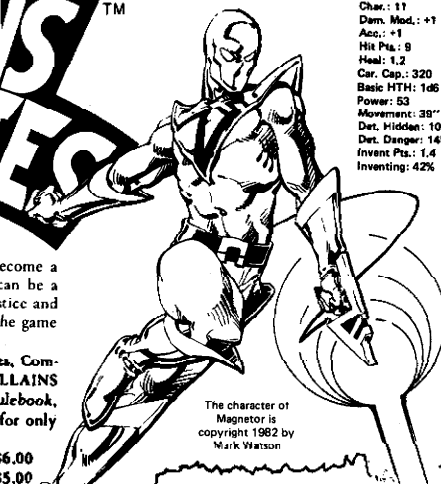 NS
TM
ES
Char.: 11
Dam. Mod.: +1
Acc.: +1
Hit Pts.: 9
Heal: 1.2
Car. Cap.: 320
Basic HTH: 1d6
Power: 53
Movement: 39"
Det. Hidden: 10
Det. Danger: 14
Invent Pts.: 1.4
Inventing: 42%
ecome a
can be a
stice and
he game
es, Com-
LLAINS
ulebook,
for only
$6.00
$5.00
The character of
Magnetor is
copyright 1982 by
Mark Watson